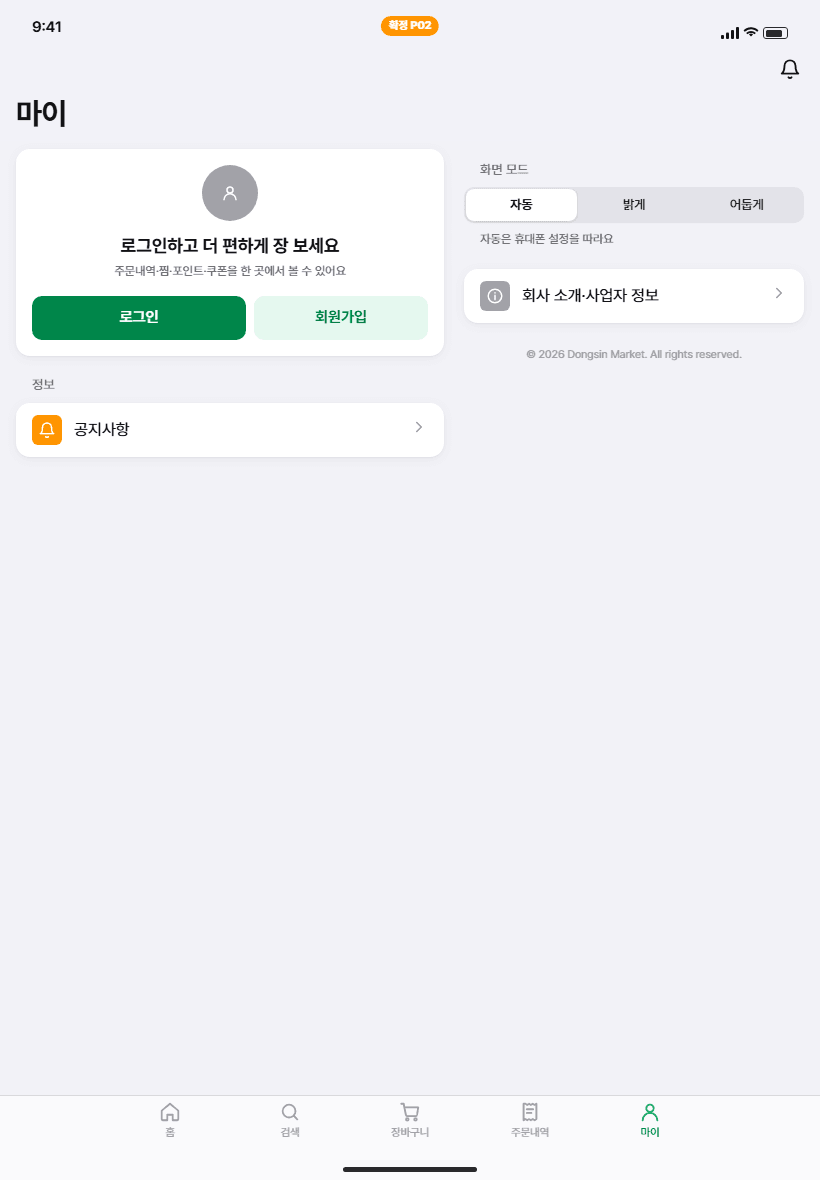 9:41
확정 P02
마이
로그인하고 더 편하게 장 보세요
주문내역·찜·포인트·쿠폰을 한 곳에서 볼 수 있어요
로그인
회원가입
정보
공지사항
화면 모드
자동
밝게
어둡게
자동은 휴대폰 설정을 따라요
회사 소개·사업자 정보
© 2026 Dongsin Market. All rights reserved.
홈
검색
장바구니
주문내역
마이